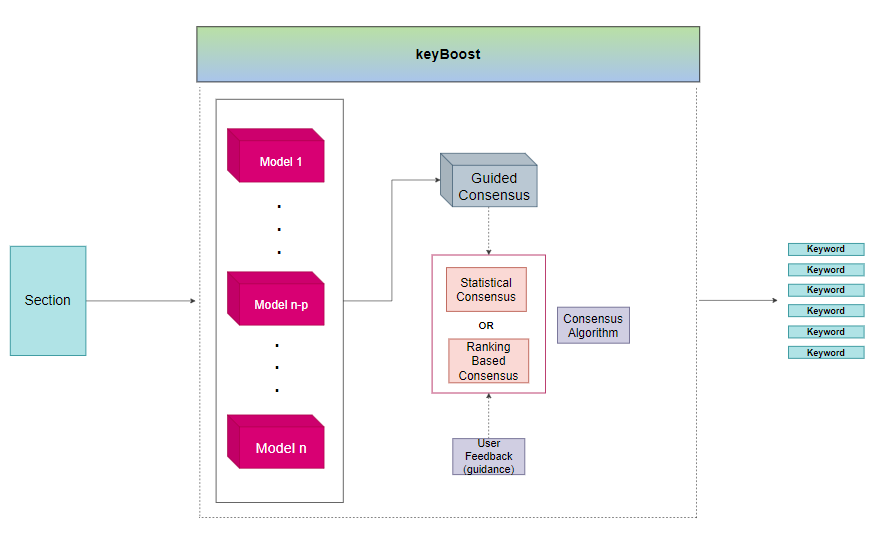 keyBoost
Section
Model 1
.
.
.
Model n-p
.
.
.
Model n
Guided
Consensus
Statistical
Consensus
OR
Ranking
Based
Consensus
Consensus
Algorithm
User
Feedback
(guidance)
Keyword
Keyword
Keyword
Keyword
Keyword
Keyword